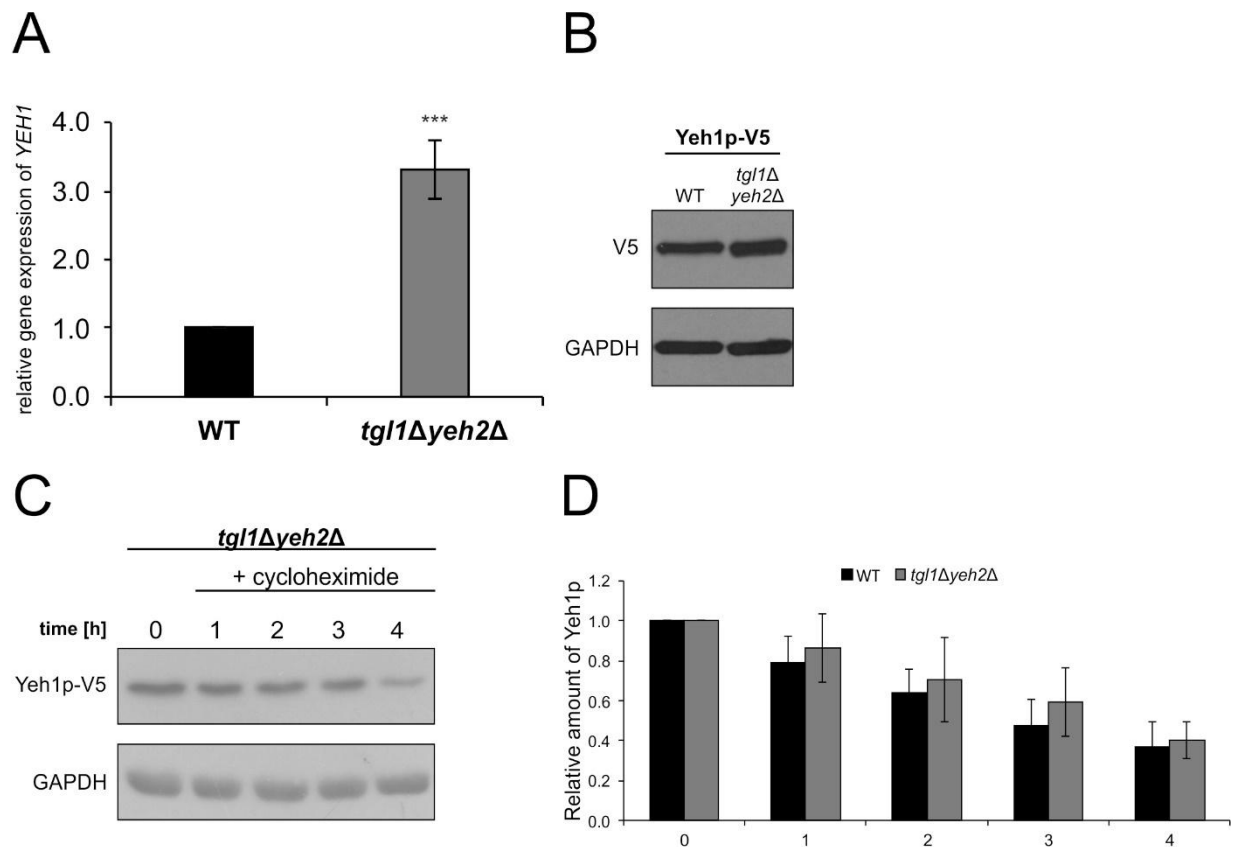 A
relative gene expression of YEH1
4.0
3.0
2.0
1.0
0.0
***
WT
tgl1Δyeh2Δ
B
Yeh1p-V5
WT
tgl1Δ
yeh2Δ
V5
GAPDH
C
tgl1Δyeh2Δ
+ cycloheximide
time [h] 0 1 2 3 4
Yeh1p-V5
GAPDH
D
WT tgl1Δyeh2Δ
Relative amount of Yeh1p
1.2
1.0
0.8
0.6
0.4
0.2
0.0
0 1 2 3 4